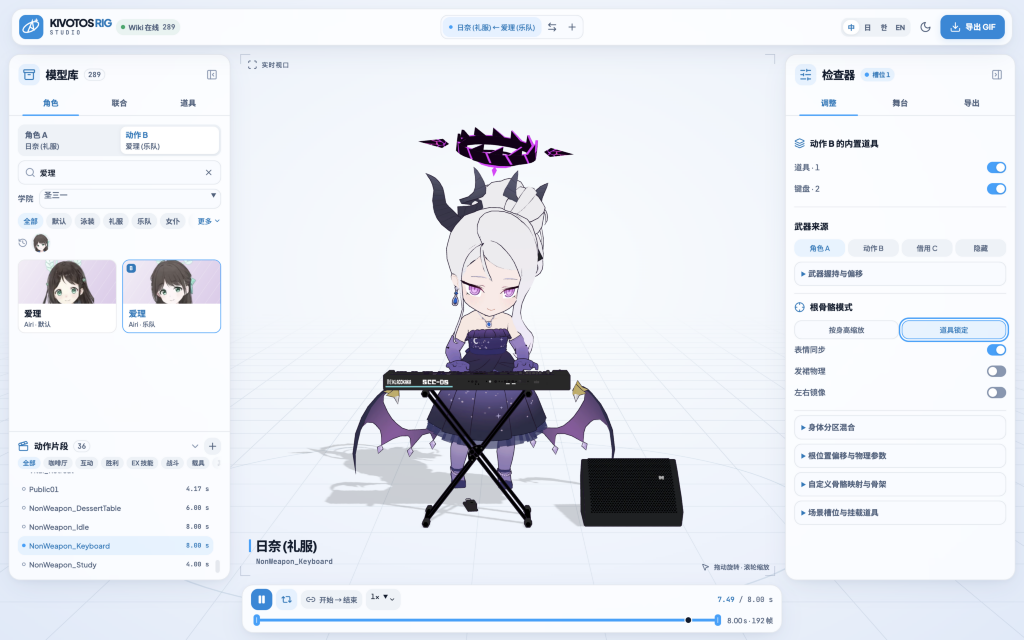 KIVOTOS RIG
STUDIO
Wiki 在线 289
日奈 (礼服) ← 爱理 (乐队)
中 日 한 EN
导出 GIF
模型库 289
角色 联合 道具
角色 A
日奈 (礼服)
动作 B
爱理 (乐队)
爱理
学院 圣三一
全部 默认 泳装 礼服 乐队 女仆 更多
爱理
Airi · 默认
爱理
Airi · 乐队
动作片段 36
全部 咖啡厅 互动 胜利 EX 技能 战斗 载具
Public01 4.17 s
NonWeapon_DessertTable 6.00 s
NonWeapon_Idle 8.00 s
NonWeapon_Keyboard 8.00 s
NonWeapon_Study 4.00 s
实时视口
SCC-05
日奈 (礼服)
NonWeapon_Keyboard
拖动旋转 · 滚轮缩放
开始 → 结束
1×
7.49 / 8.00 s
8.00 s · 192 帧
检查器 槽位 1
调整 舞台 导出
动作 B 的内置道具
道具 · 1
键盘 · 2
武器来源
角色 A 动作 B 借用 C 隐藏
武器握持与偏移
根骨骼模式
按身高缩放 道具锁定
表情同步
发裙物理
左右镜像
身体分区混合
根位置偏移与物理参数
自定义骨骼映射与骨架
场景槽位与挂载道具